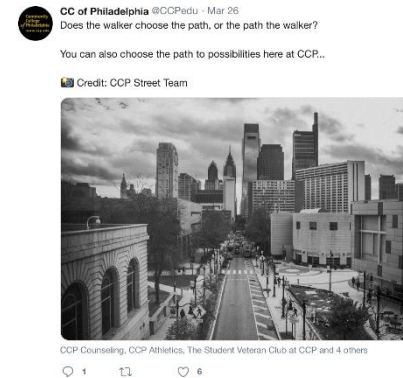 CC of Philadelphia @CCPedu · Mar 26
Does the walker choose the path, or the path the walker?
You can also choose the path to possibilities here at CCP...
Credit: CCP Street Team
CCP Counseling, CCP Athletics, The Student Veteran Club at CCP and 4 others
1 6